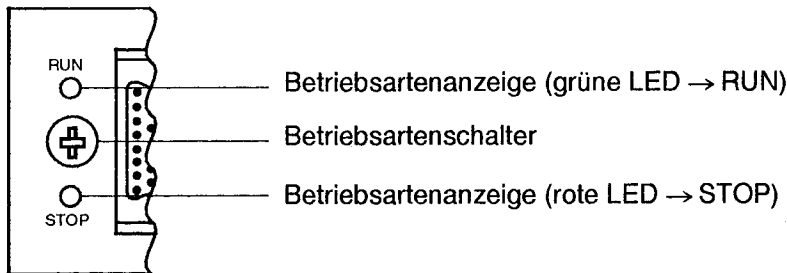 RUN
Betriebsartenanzeige (grüne LED → RUN)
Betriebsartenschalter
Betriebsartenanzeige (rote LED → STOP)
STOP